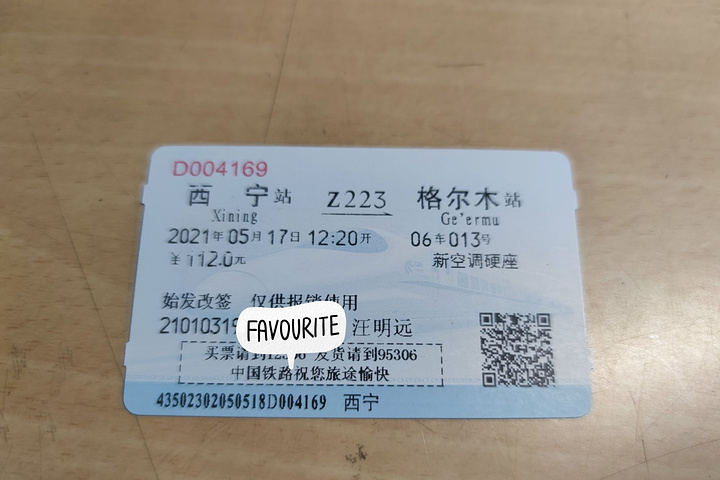 D004169
西 宁站 Z223 格尔木站
Xining Ge'ermu
2021年05月17日12:20开 06车013号
¥112.0元 新空调硬座
始发改签 仅供报销使用
21010315 汪明远
FAVOURITE
买票请到12306 发货请到95306
中国铁路祝您旅途愉快
43502302050518D004169 西宁